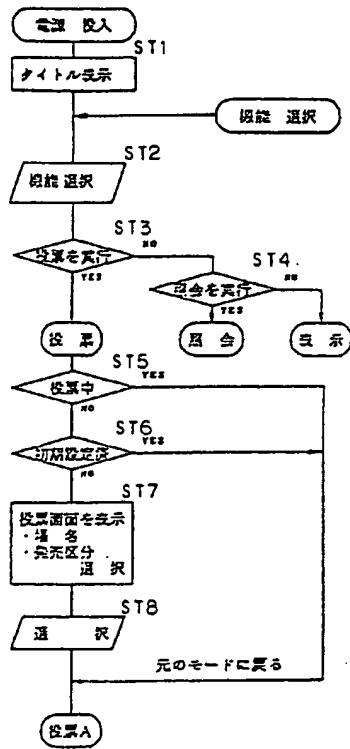 電源 投入
ST1
タイトル表示
機能 選択
ST2
機能選択
ST3
投票を実行
NO
YES
ST4
照会を実行
NO
YES
投票
照会
表示
ST5
投票中
YES
NO
ST6
初期設定済
YES
NO
ST7
投票画面を表示
・場 名
・発売区分
選 択
ST8
選 択
元のモードに戻る
投票A